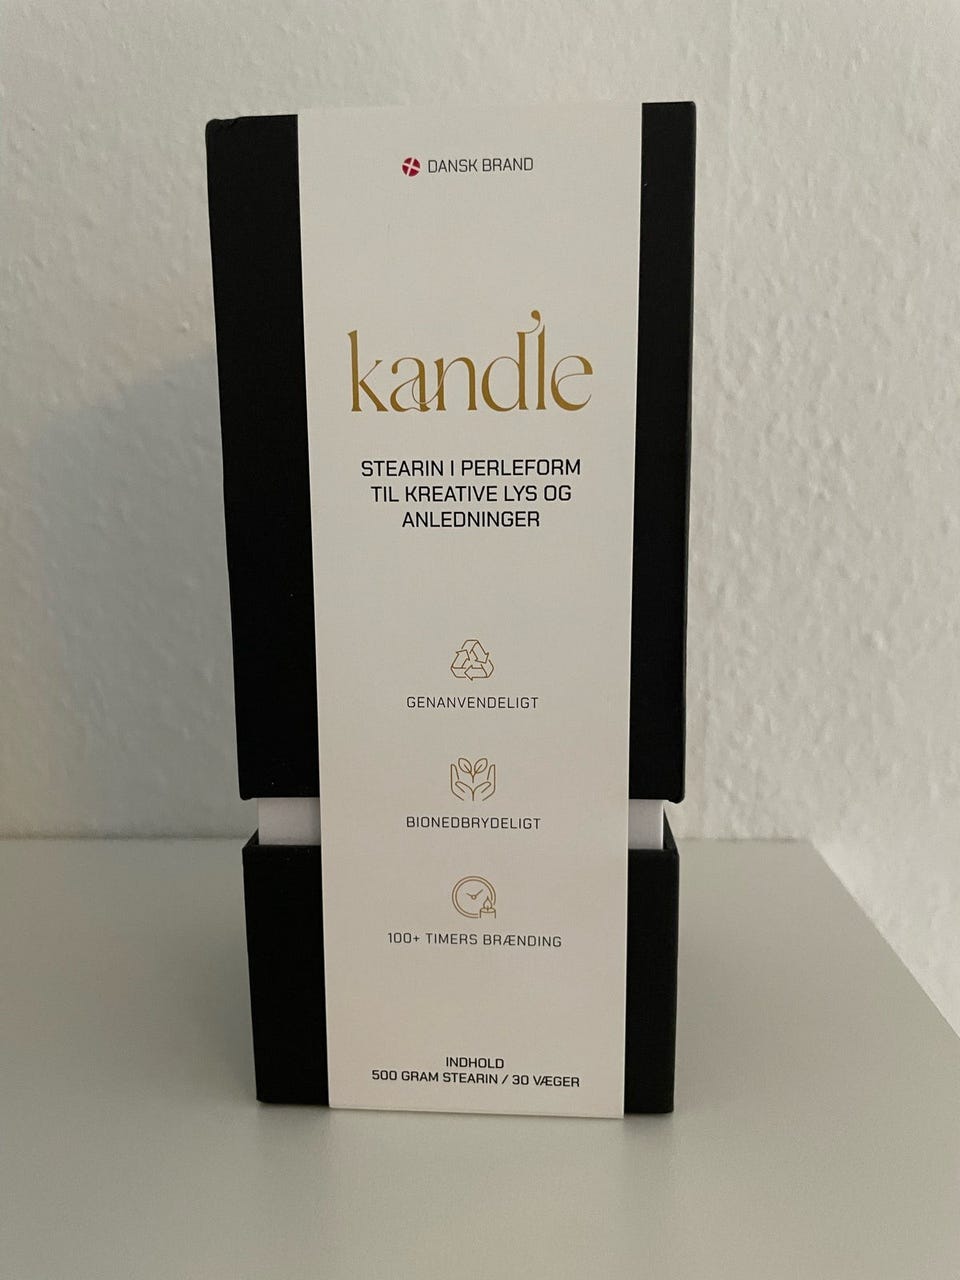 DANSK BRAND
kandle
STEARIN I PERLEFORM
TIL KREATIVE LYS OG
ANLEDNINGER
GENANVENDELIGT
BIONEDBRYDELIGT
100+ TIMERS BRÆNDING
INDHOLD
500 GRAM STEARIN / 30 VÆGER